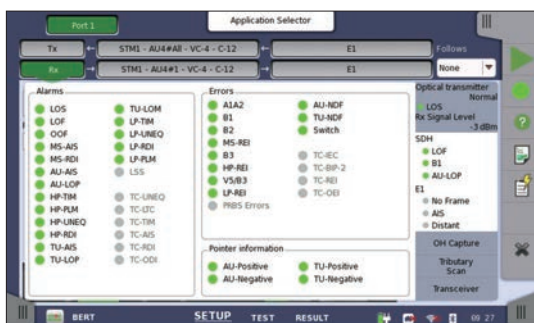 Port 1
Application Selector
Tx
STM1 - AU4#All - VC-4 - C-12
E1
Follows
Rx
STM1 - AU4#1 - VC-4 - C-12
E1
None
Alarms
LOS
LOF
OOF
MS-AIS
MS-RDI
AU-AIS
AU-LOP
HP-TIM
HP-PLM
HP-UNEQ
HP-RDI
TU-AIS
TU-LOP
TU-LOM
LP-TIM
LP-UNEQ
LP-RDI
LP-PLM
LSS
TC-UNEQ
TC-LTC
TC-TIM
TC-AIS
TC-RDI
TC-ODI
Errors
A1A2
B1
B2
MS-REI
B3
HP-REI
V5/B3
LP-REI
PRBS Errors
AU-NDF
TU-NDF
Switch
TC-IEC
TC-BIP-2
TC-REI
TC-OEI
Pointer information
AU-Positive
AU-Negative
TU-Positive
TU-Negative
Optical transmitter
Normal
LOS
Rx Signal Level
-3 dBm
SDH
LOF
B1
AU-LOP
E1
No Frame
AIS
Distant
OH Capture
Tributary
Scan
Transceiver
BERT
SETUP
TEST
RESULT
09 27